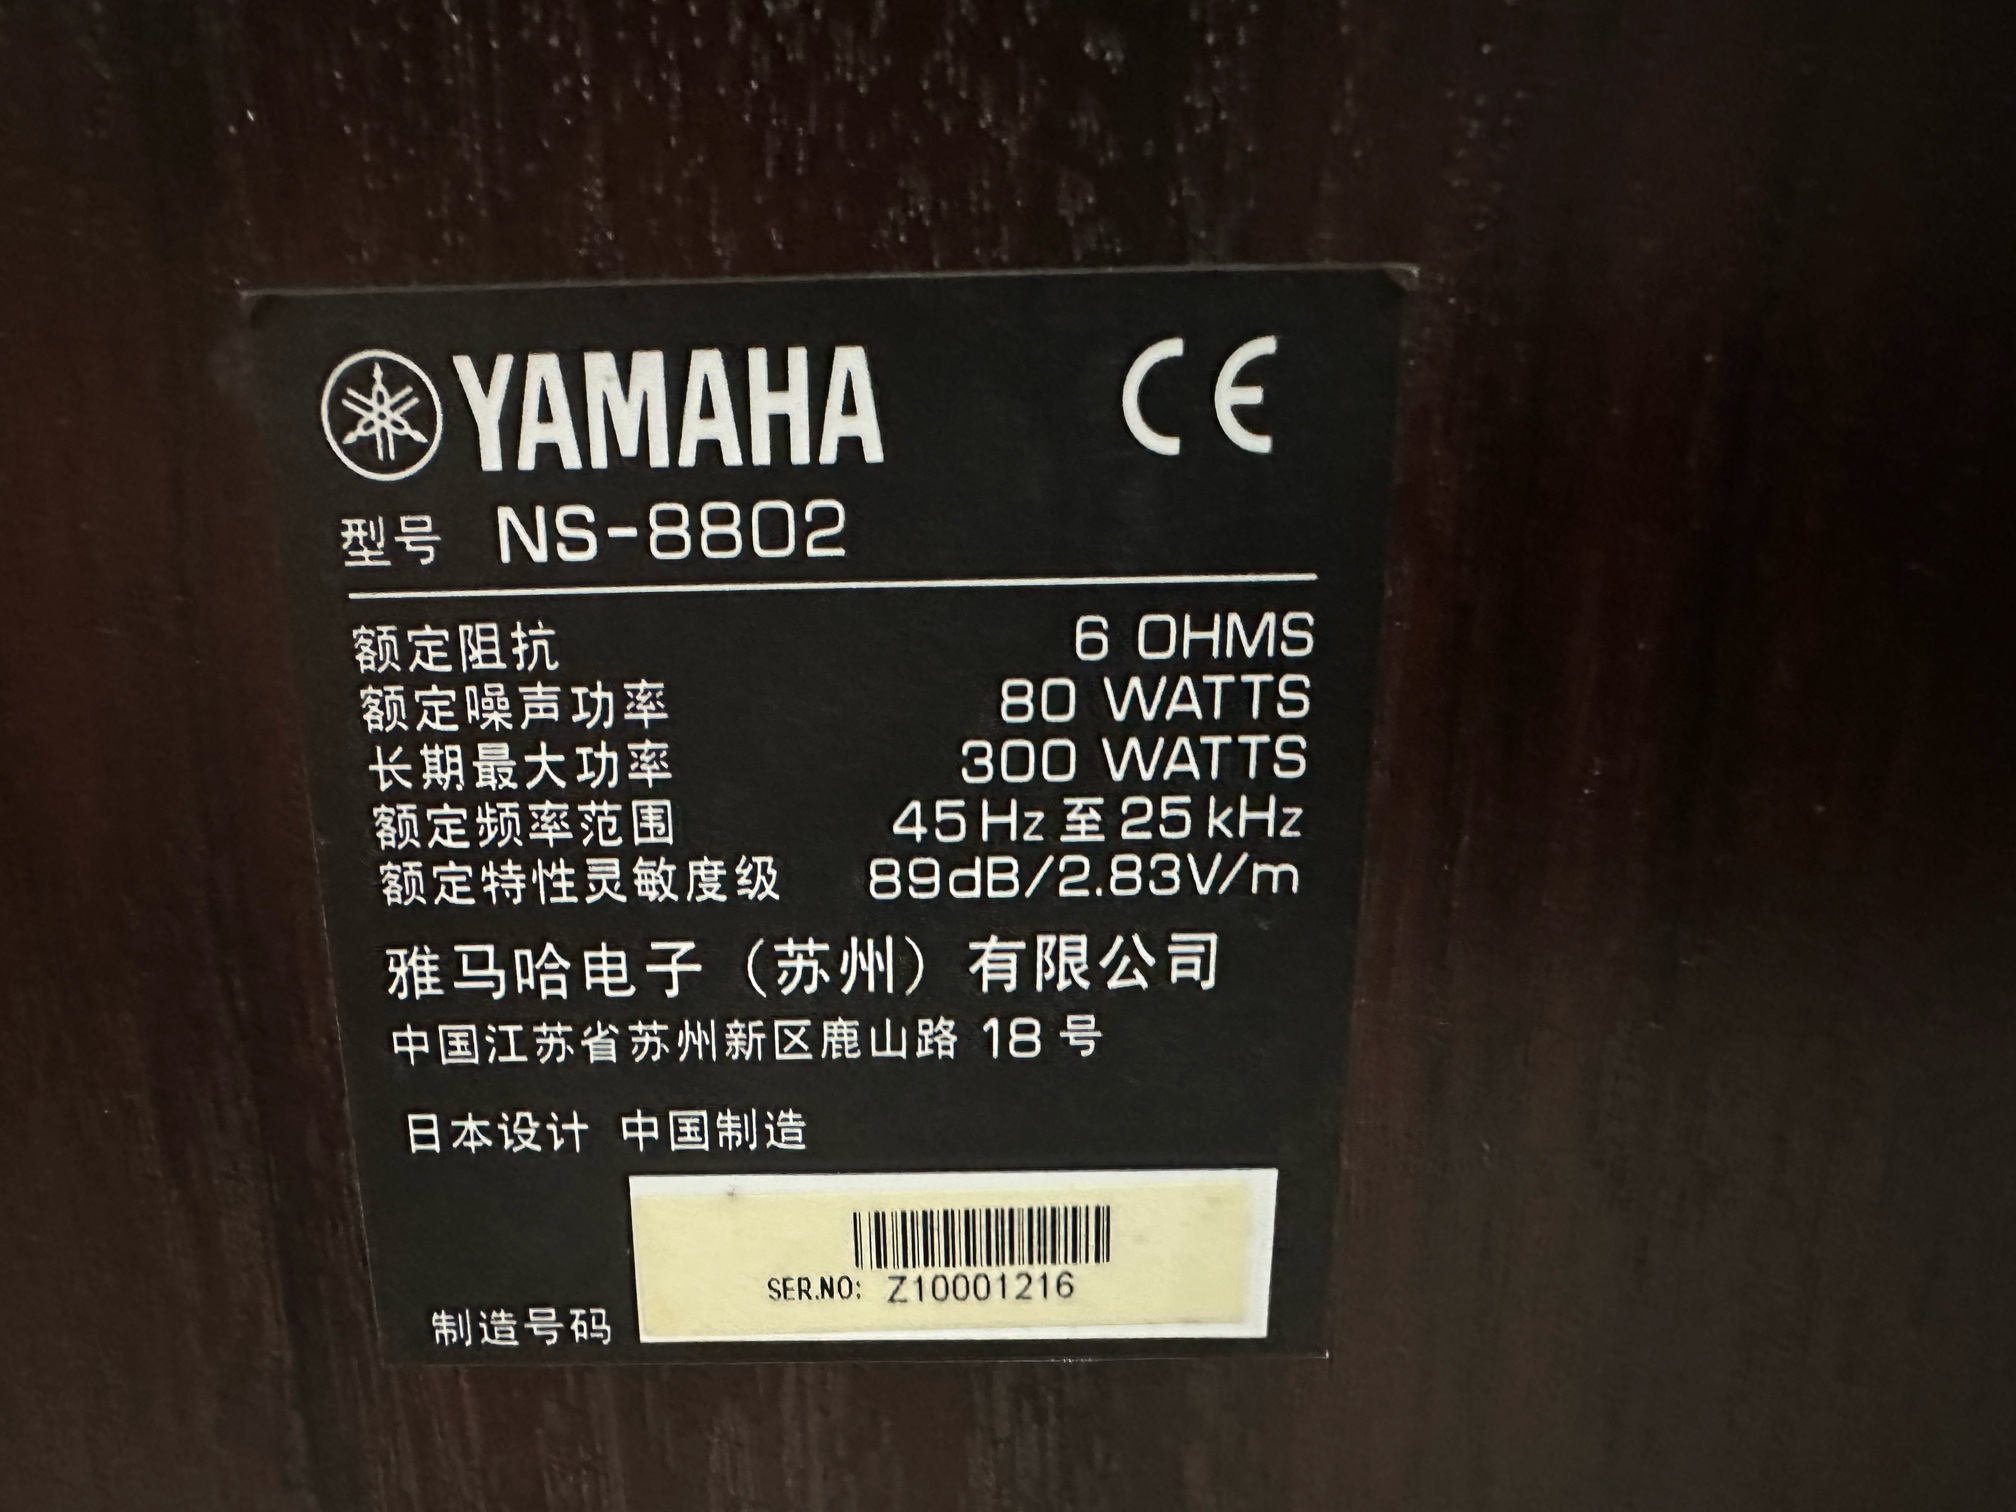 YAMAHA CE
型号 NS-8802
额定阻抗 6 OHMS
额定噪声功率 80 WATTS
长期最大功率 300 WATTS
额定频率范围 45Hz至25kHz
额定特性灵敏度级 89dB/2.83V/m
雅马哈电子（苏州）有限公司
中国江苏省苏州新区鹿山路 18 号
日本设计 中国制造
SER.NO: Z10001216
制造号码